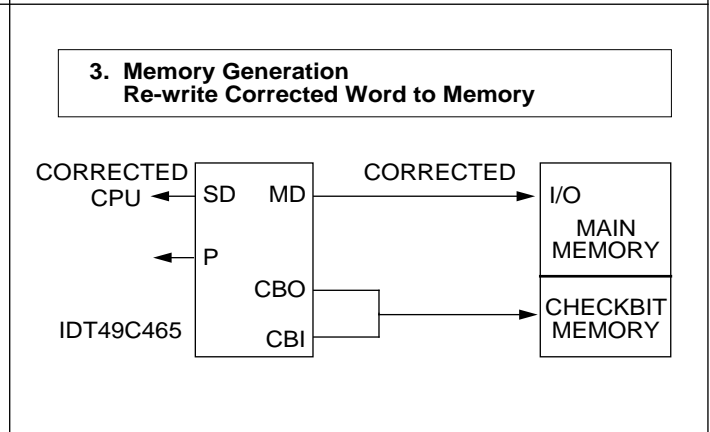 3. Memory Generation
Re-write Corrected Word to Memory
CORRECTED
CPU
SD
MD
CORRECTED
I/O
MAIN
MEMORY
P
CBO
CBI
CHECKBIT
MEMORY
IDT49C465